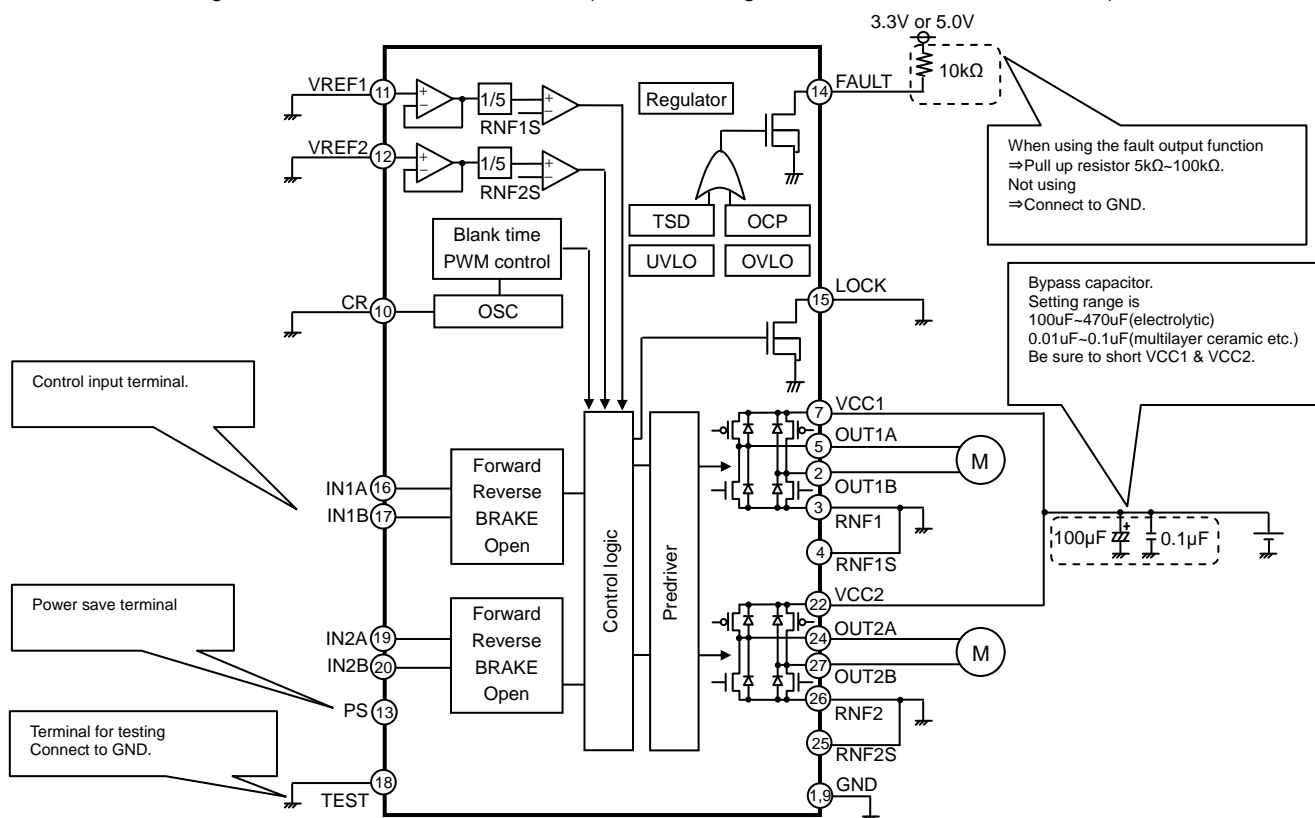 3.3V or 5.0V
10kΩ
VREF1
11
1/5
RNF1S
Regulator
14
FAULT
When using the fault output function
⇒Pull up resistor 5kΩ~100kΩ.
Not using
⇒Connect to GND.
VREF2
12
1/5
RNF2S
TSD
OCP
UVLO
OVLO
Blank time
PWM control
CR
10
OSC
15
LOCK
Bypass capacitor.
Setting range is
100uF~470uF(electrolytic)
0.01uF~0.1uF(multilayer ceramic etc.)
Be sure to short VCC1 & VCC2.
Control input terminal.
IN1A
16
IN1B
17
Forward
Reverse
BRAKE
Open
Control logic
Predriver
7
VCC1
5
OUT1A
2
OUT1B
M
3
RNF1
4
RNF1S
100µF
+
0.1µF
Power save terminal
IN2A
19
IN2B
20
Forward
Reverse
BRAKE
Open
22
VCC2
24
OUT2A
27
OUT2B
M
26
RNF2
25
RNF2S
PS
13
Terminal for testing
Connect to GND.
18
TEST
1,9
GND